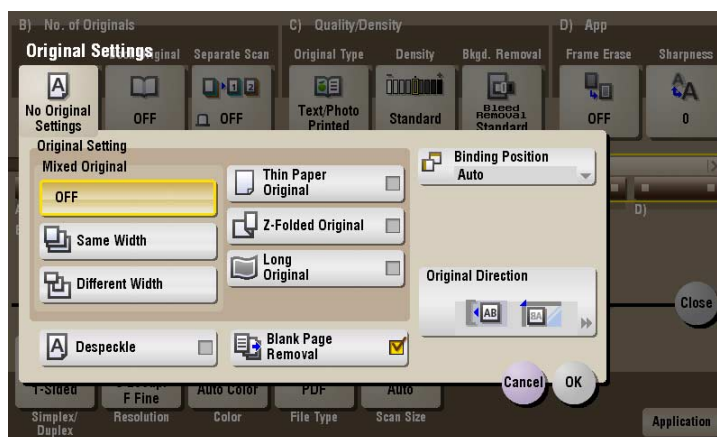 B) No. of Originals
C) Quality/Density
D) App
Original Settings
Original
Separate Scan
Original Type
Density
Bkgd. Removal
Frame Erase
Sharpness
No Original
Settings
OFF
OFF
Text/Photo
Printed
Standard
Bleed
Removal
Standard
OFF
0
Original Setting
Mixed Original
OFF
Same Width
Different Width
Thin Paper
Original
Z-Folded Original
Long
Original
Binding Position
Auto
Original Direction
AB
D)
Close
Despeckle
Blank Page
Removal
Cancel
OK
1-Sided
F Fine
Auto Color
PDF
Auto
Simplex/
Duplex
Resolution
Color
File Type
Scan Size
Application